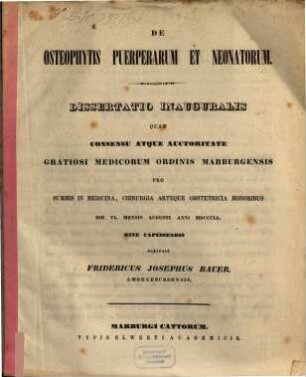 DE
OSTEOPHYTIS PUERPERARUM ET NEONATORUM.
DISSERTATIO INAUGURALIS
QUAM
CONSENSU ATQUE AUCTORITATE
GRATIOSI MEDICORUM ORDINIS MARBURGENSIS
PRO
SUMMIS IN MEDICINA, CHIRURGIA ARTEQUE OBSTETRICIA HONORIBUS
DIE VI. MENSIS AUGUSTI ANNI MDCCCLI.
RITE CAPESSENDIS
SCRIPSIT
FRIDERICUS JOSEPHUS BAUER,
AMOENEBURGENSIS.
MARBURGI CATTORUM.
TYPIS ELWERTI ACADEMICIS.